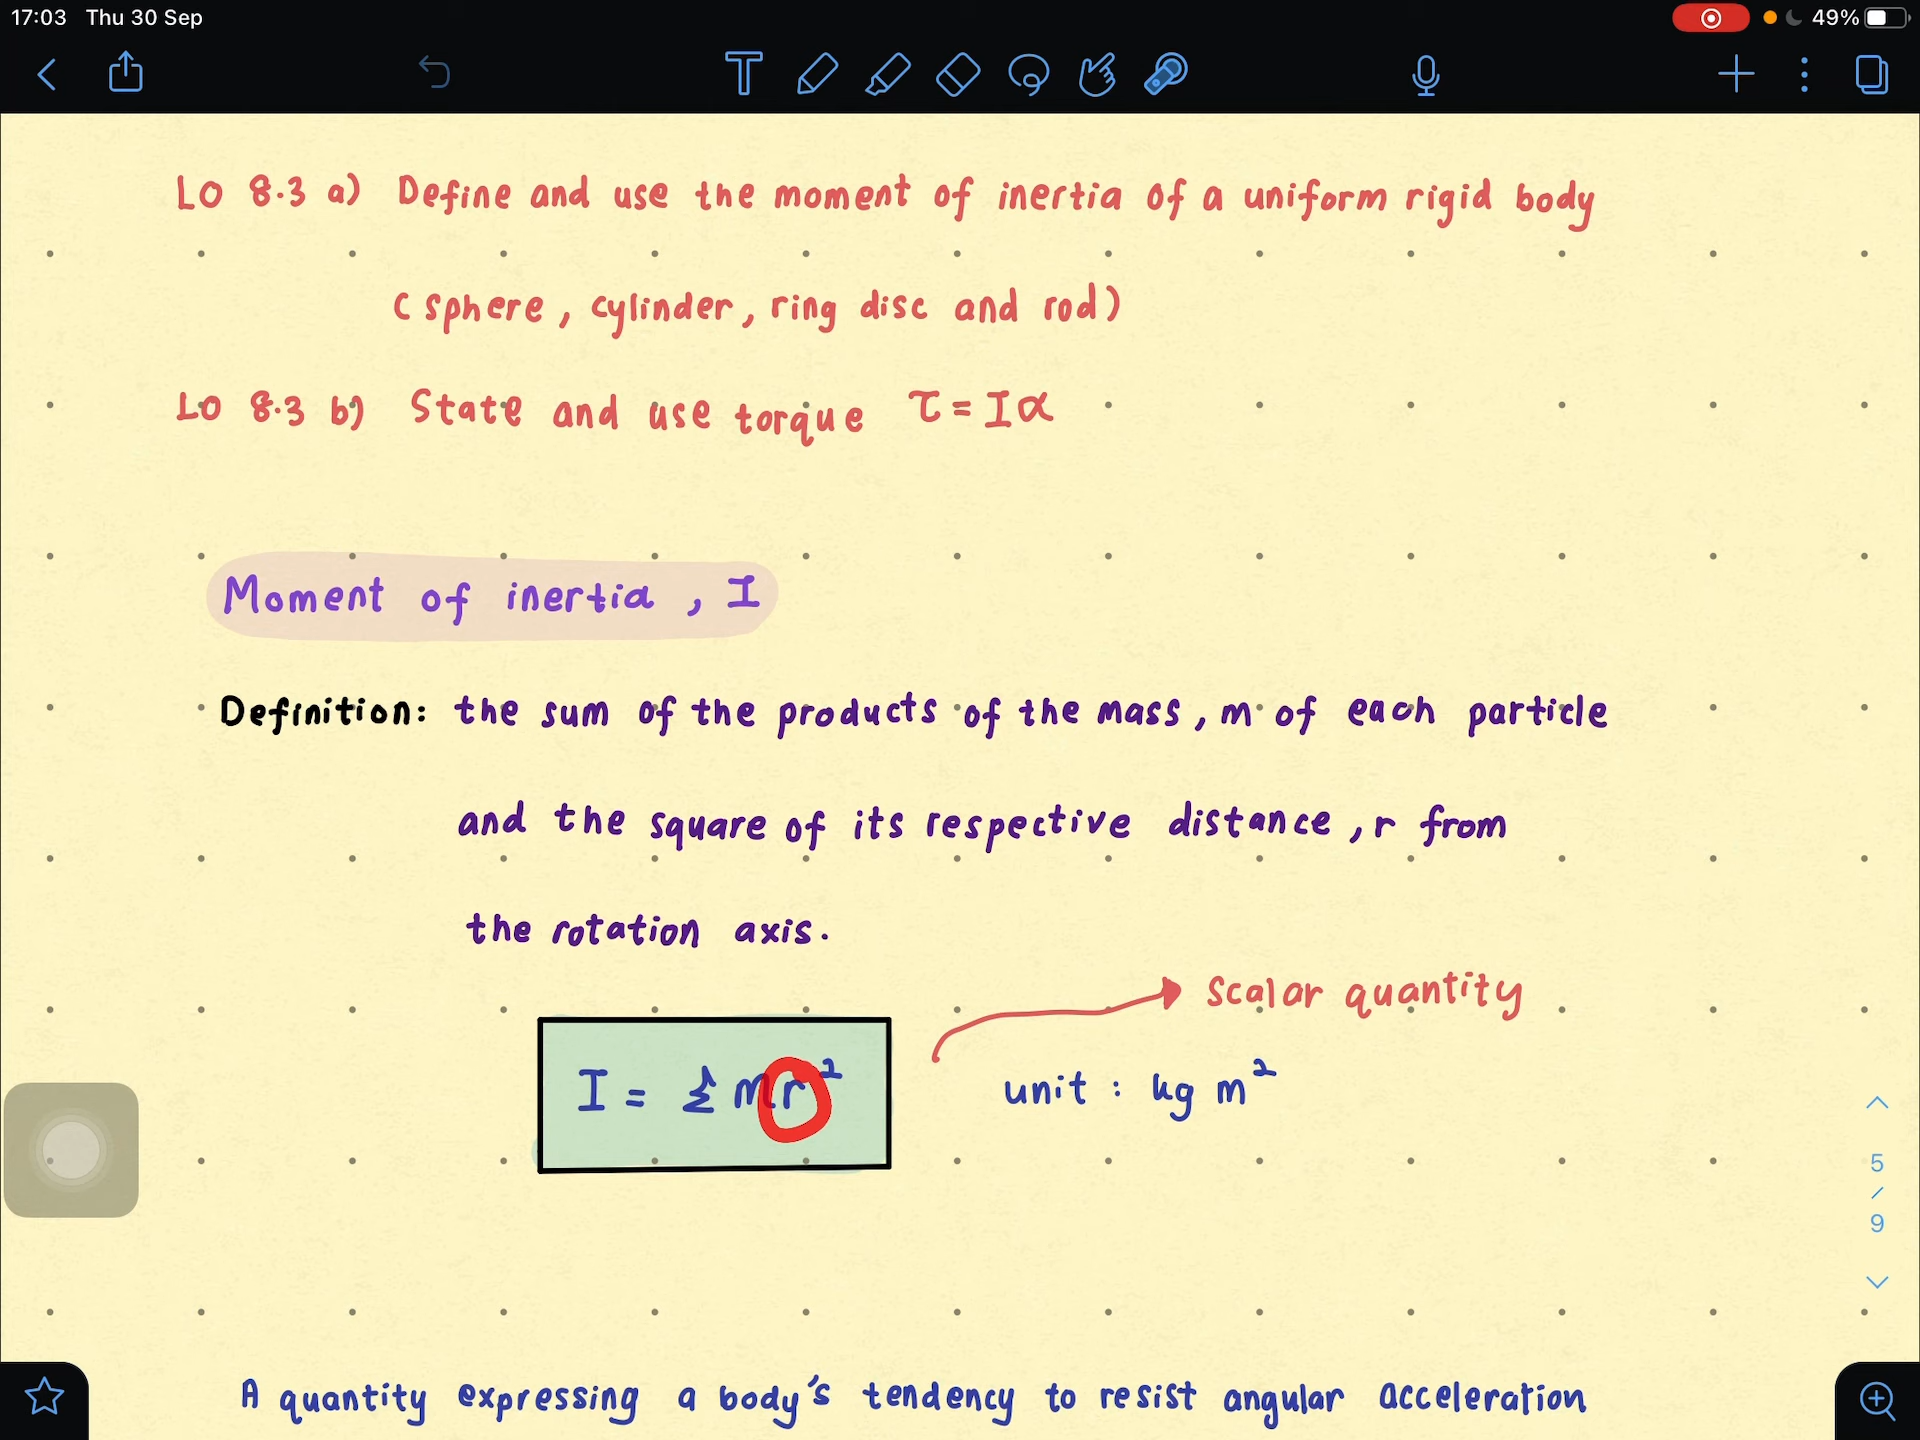 17:03 Thu 30 Sep
49%
T
LO 8.3 a) Define and use the moment of inertia of a uniform rigid body
( sphere, cylinder, ring disc and rod)
LO 8.3 b) State and use torque τ = Iα
Moment of inertia, I
Definition: the sum of the products of the mass, m of each particle
and the square of its respective distance, r from
the rotation axis.
scalar quantity
I = Σ mr²
unit : kg m²
5
/
9
A quantity expressing a body's tendency to resist angular acceleration